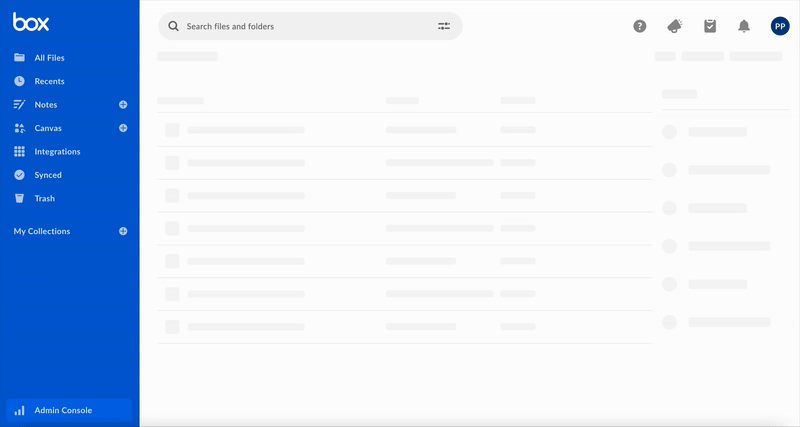 box
Search files and folders
PP
All Files
Recents
Notes
Canvas
Integrations
Synced
Trash
My Collections
Admin Console